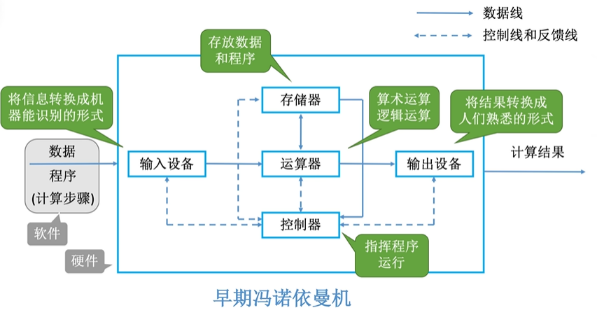 数据线
控制线和反馈线
存放数据
和程序
将信息转换成机
器能识别的形式
存储器
算术运算
逻辑运算
将结果转换成
人们熟悉的形式
数据
程序
(计算步骤)
输入设备
运算器
输出设备
计算结果
软件
控制器
硬件
指挥程序
运行
早期冯诺依曼机